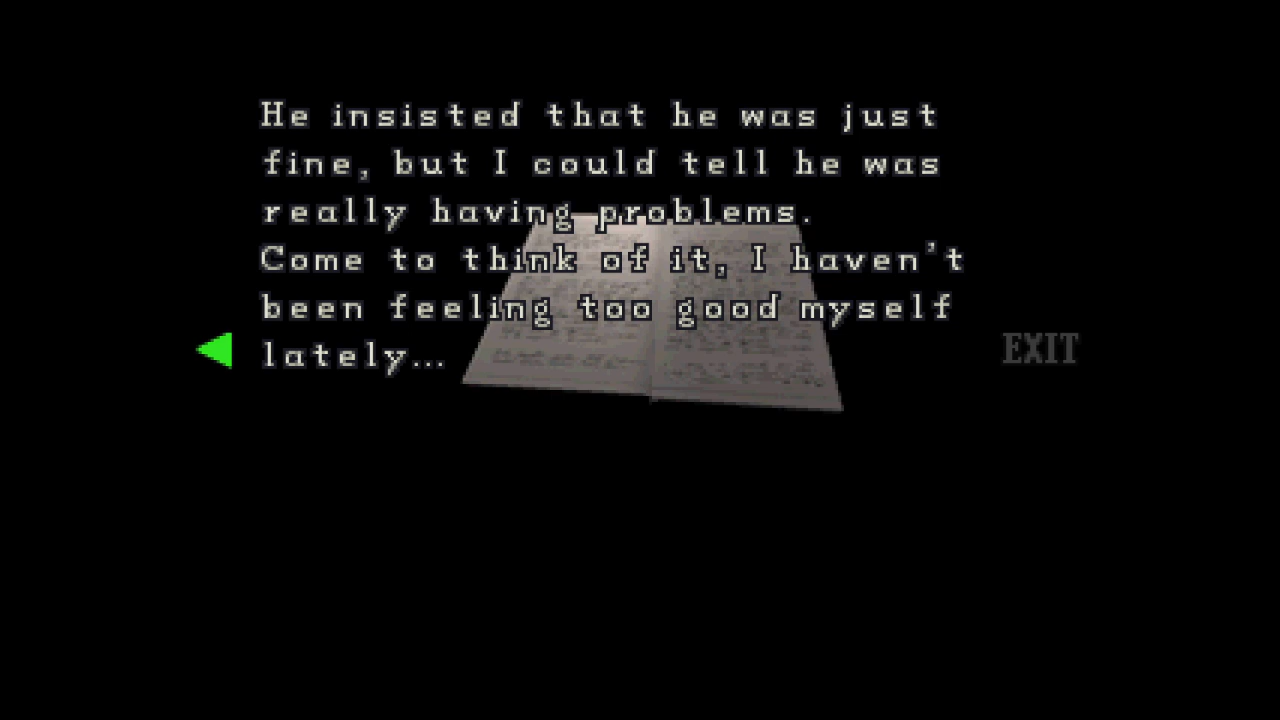 He insisted that he was just
fine, but I could tell he was
really having problems.
Come to think of it, I haven't
been feeling too good myself
lately...
EXIT